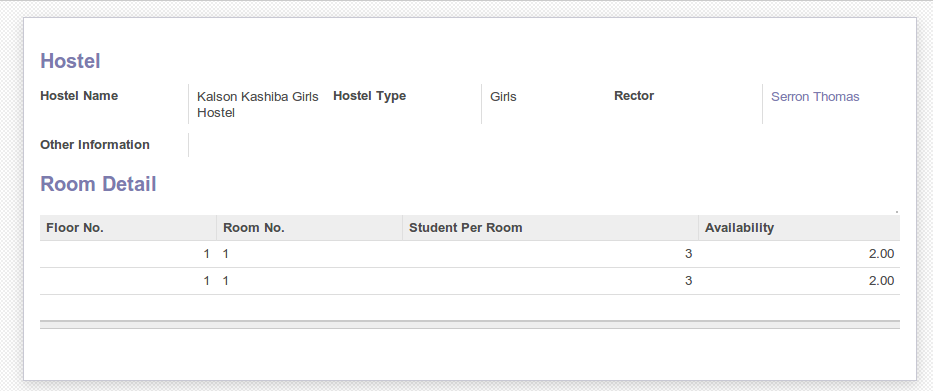 Hostel
Hostel Name Kalson Kashiba Girls Hostel Type Girls Rector Serron Thomas
Hostel
Other Information
Room Detail
Floor No. Room No. Student Per Room Availability
1 1 3 2.00
1 1 3 2.00